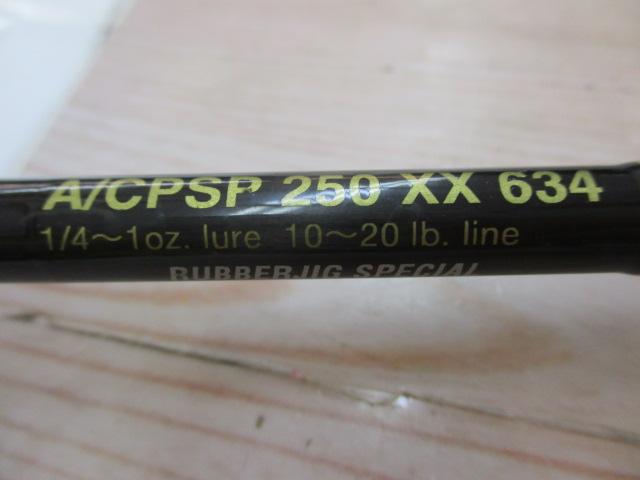 A/CPSP 250 XX 634
1/4~1oz. lure 10~20 lb. line
RUBBERJIG SPECIAL